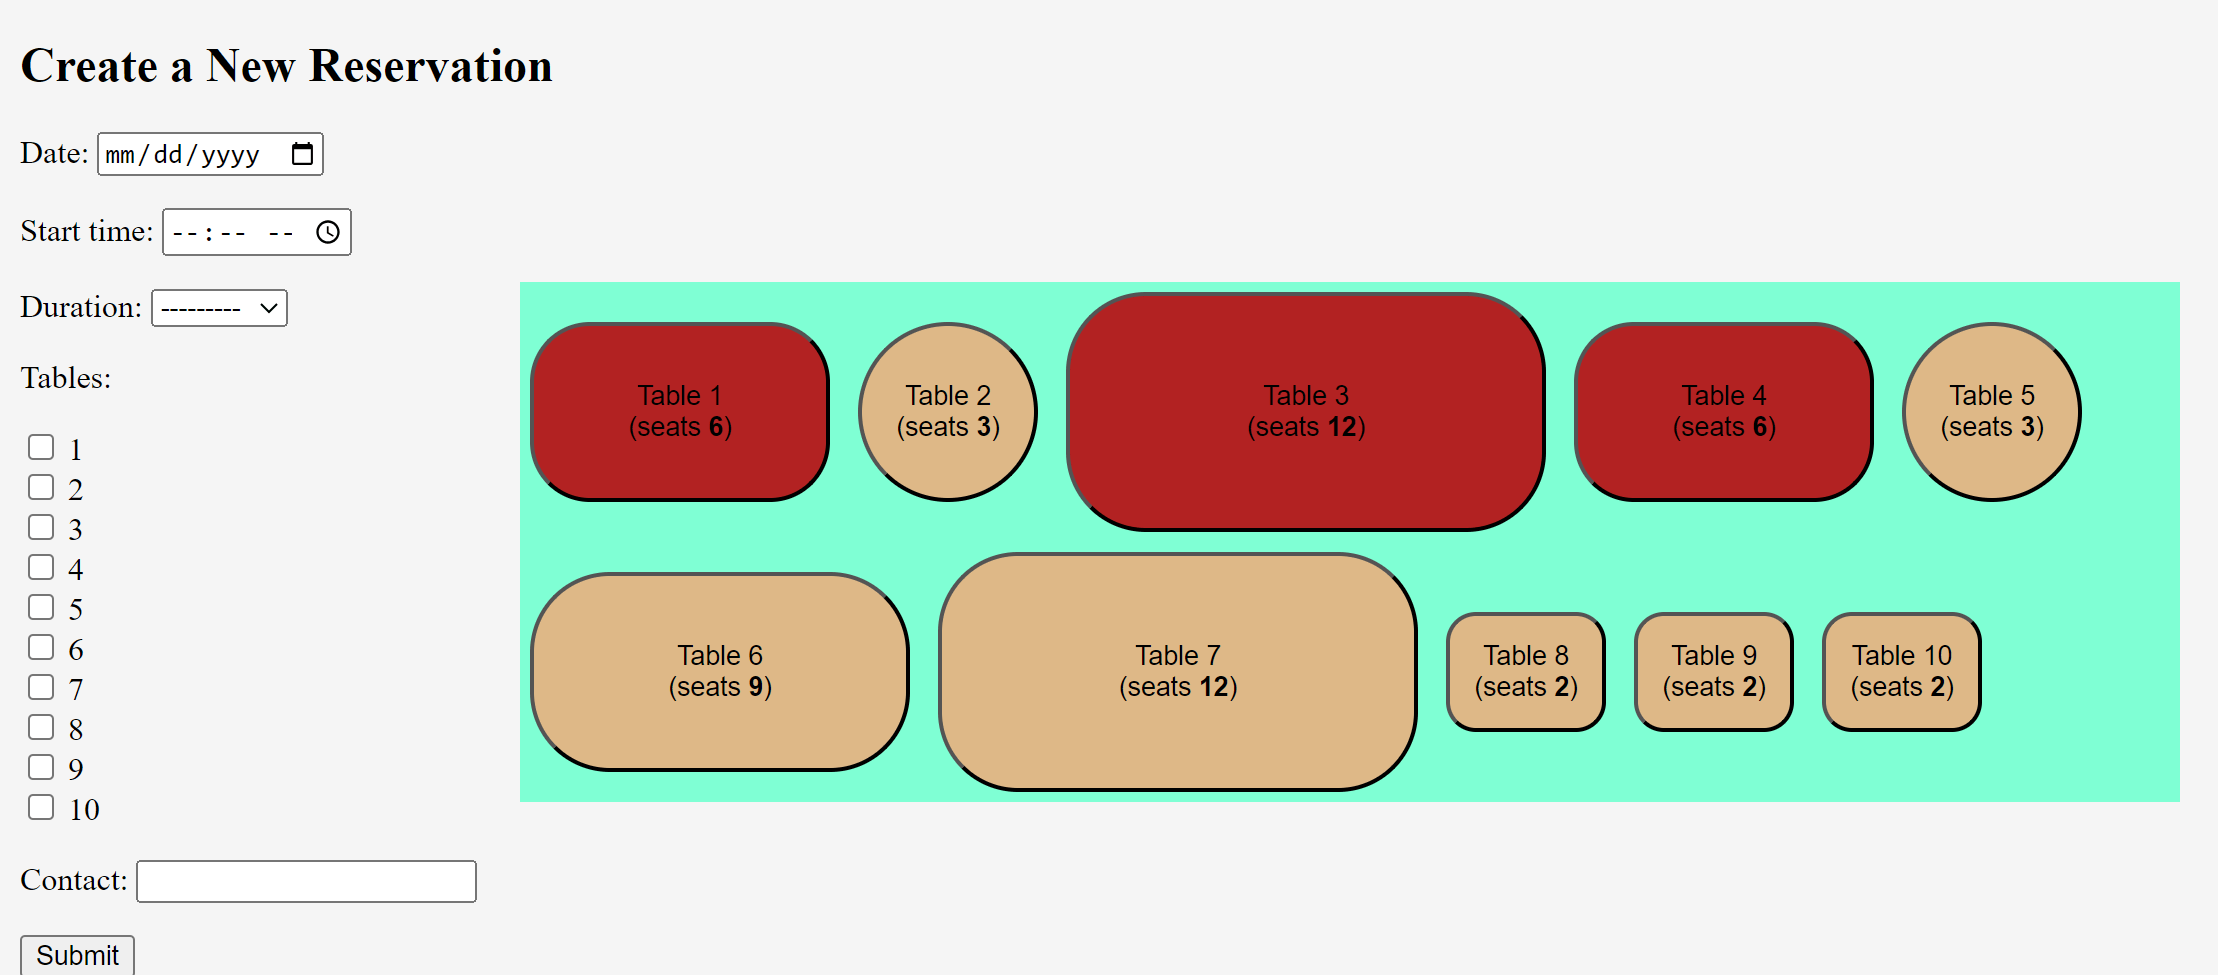 Create a New Reservation
Date: mm/dd/yyyy
Start time: --:-- --
Duration: ---------
Tables:
1
2
3
4
5
6
7
8
9
10
Contact:
Submit
Table 1
(seats 6)
Table 2
(seats 3)
Table 3
(seats 12)
Table 4
(seats 6)
Table 5
(seats 3)
Table 6
(seats 9)
Table 7
(seats 12)
Table 8
(seats 2)
Table 9
(seats 2)
Table 10
(seats 2)